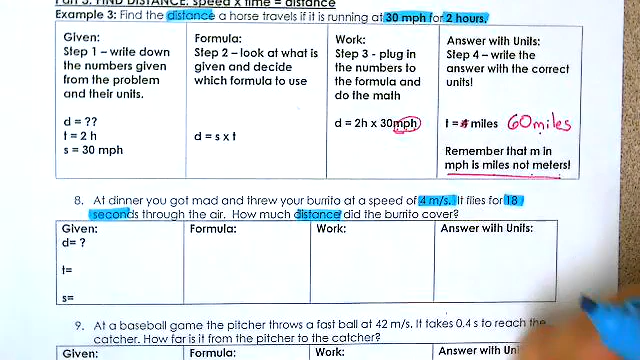 Part 3: FIND DISTANCE: speed x time = distance
Example 3: Find the distance a horse travels if it is running at 30 mph for 2 hours.
Given:
Step 1 – write down
the numbers given
from the problem
and their units.
d = ??
t = 2 h
s = 30 mph
Formula:
Step 2 – look at what is
given and decide
which formula to use
d = s x t
Work:
Step 3 - plug in
the numbers to
the formula and
do the math
d = 2h x 30mph
Answer with Units:
Step 4 – write the
answer with the correct
units!
t = miles 60miles
Remember that m in
mph is miles not meters!
8. At dinner you got mad and threw your burrito at a speed of 4 m/s. It flies for 18
seconds through the air. How much distance did the burrito cover?
Given:
d= ?
t=
s=
Formula:
Work:
Answer with Units:
9. At a baseball game the pitcher throws a fast ball at 42 m/s. It takes 0.4 s to reach the
catcher. How far is it from the pitcher to the catcher?
Given:
Formula:
Work:
Answer with Uni